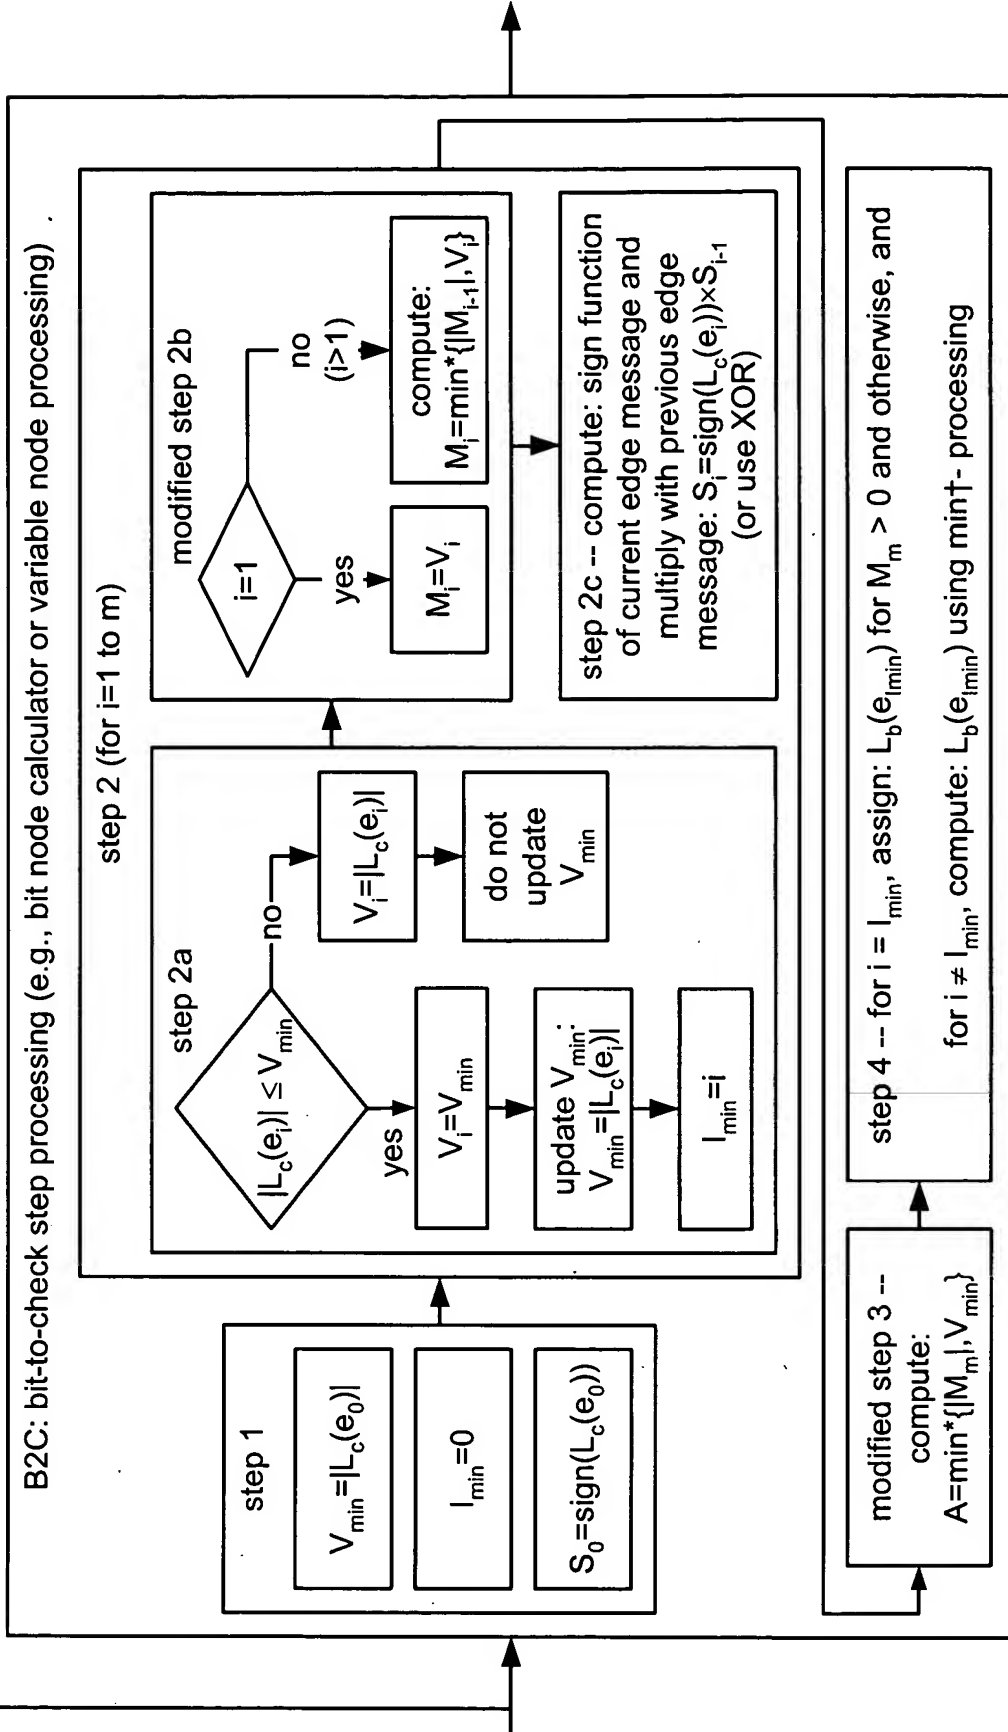 B2C: bit-to-check step processing (e.g., bit node calculator or variable node processing)
step 1
V_min=|L_c(e_0)|
I_min=0
S_0=sign(L_c(e_0))
step 2 (for i=1 to m)
step 2a
|L_c(e_i)| ≤ V_min
yes
V_i=V_min
update V_min:
V_min=|L_c(e_i)|
I_min=i
no
V_i=|L_c(e_i)|
do not
update
V_min
modified step 2b
i=1
yes
M_i=V_i
no
(i>1)
compute:
M_i=min*{|M_i-1|,V_i}
step 2c -- compute: sign function
of current edge message and
multiply with previous edge
message: S_i=sign(L_c(e_i))×S_i-1
(or use XOR)
modified step 3 --
compute:
A=min*{|M_m|,V_min}
step 4 -- for i = I_min, assign: L_b(e_Imin) for M_m > 0 and otherwise, and
for i ≠ I_min, compute: L_b(e_Imin) using min†- processing